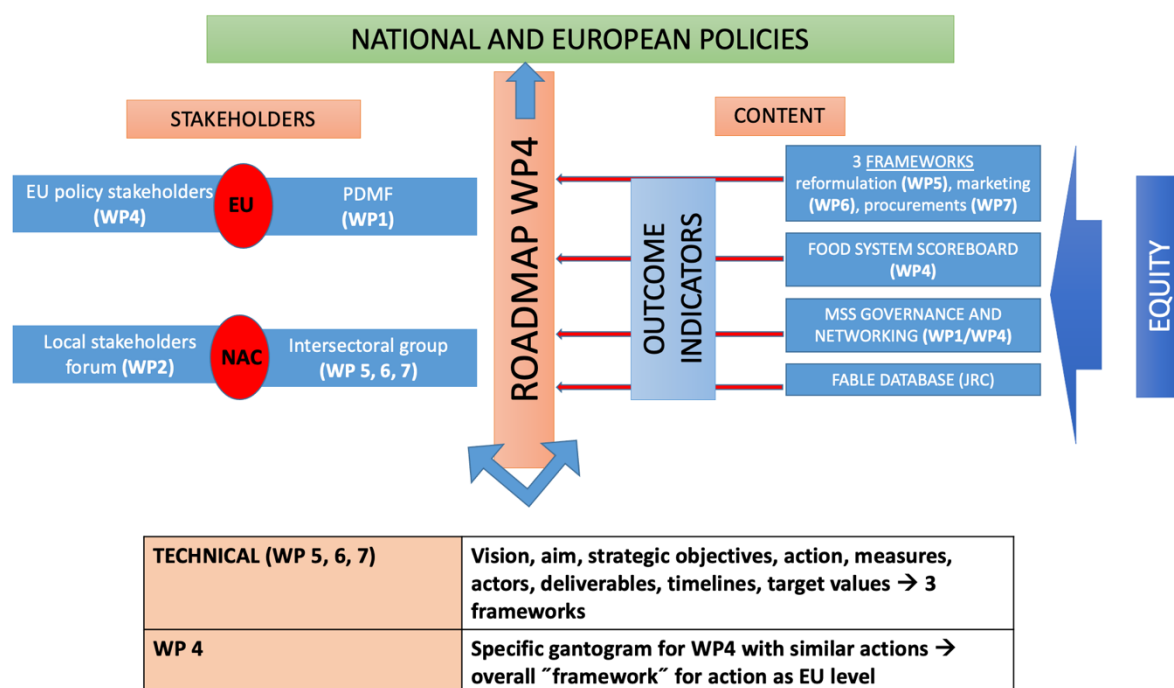 NATIONAL AND EUROPEAN POLICIES
STAKEHOLDERS
EU policy stakeholders
(WP4)
EU
PDMF
(WP1)
Local stakeholders
forum (WP2)
NAC
Intersectoral group
(WP 5, 6, 7)
ROADMAP WP4
CONTENT
OUTCOME
INDICATORS
3 FRAMEWORKS
reformulation (WP5), marketing
(WP6), procurements (WP7)
FOOD SYSTEM SCOREBOARD
(WP4)
MSS GOVERNANCE AND
NETWORKING (WP1/WP4)
FABLE DATABASE (JRC)
EQUITY
TECHNICAL (WP 5, 6, 7)
Vision, aim, strategic objectives, action, measures,
actors, deliverables, timelines, target values → 3
frameworks
WP 4
Specific gantogram for WP4 with similar actions →
overall ˝framework˝ for action as EU level